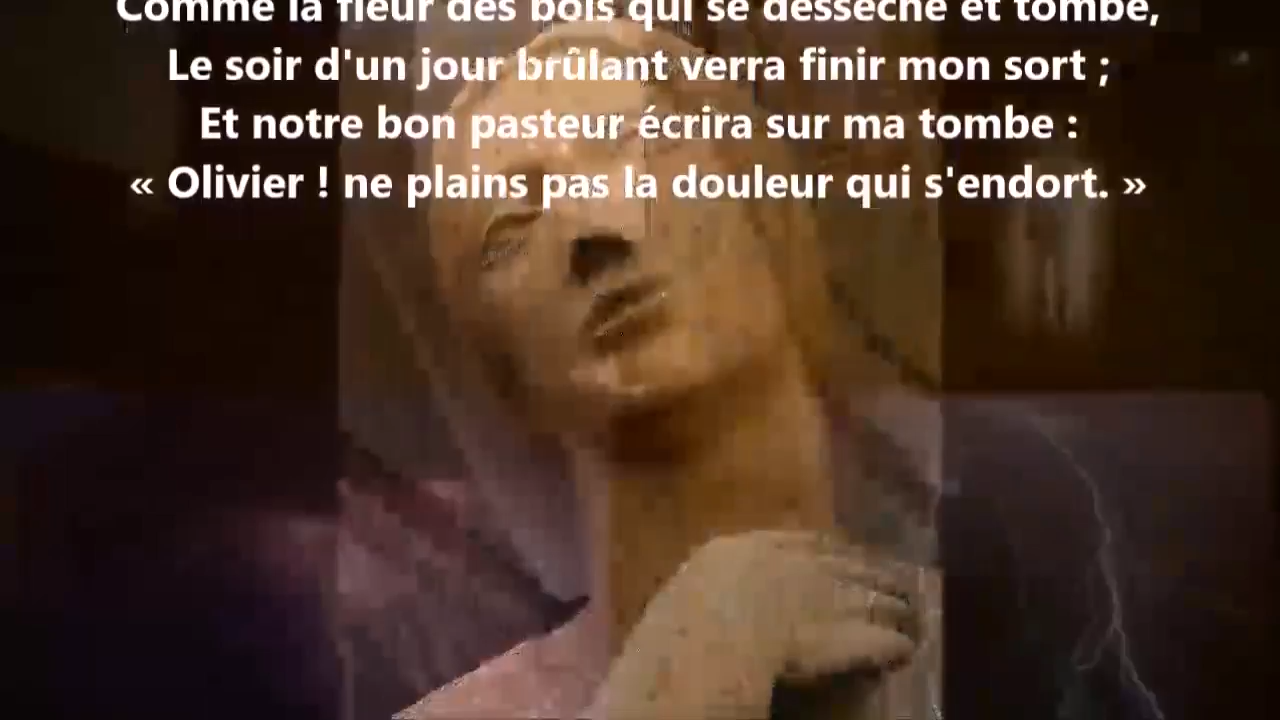 Comme la fleur des bois qui se dessèche et tombe,
Le soir d'un jour brûlant verra finir mon sort ;
Et notre bon pasteur écrira sur ma tombe :
« Olivier ! ne plains pas la douleur qui s'endort. »